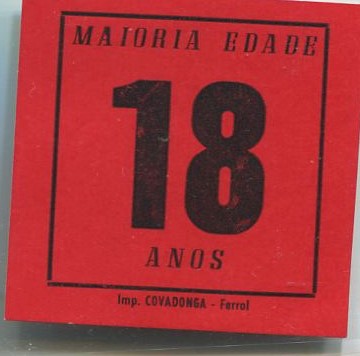 MAIORIA EDADE
18
ANOS
Imp. COVADONGA - Ferrol